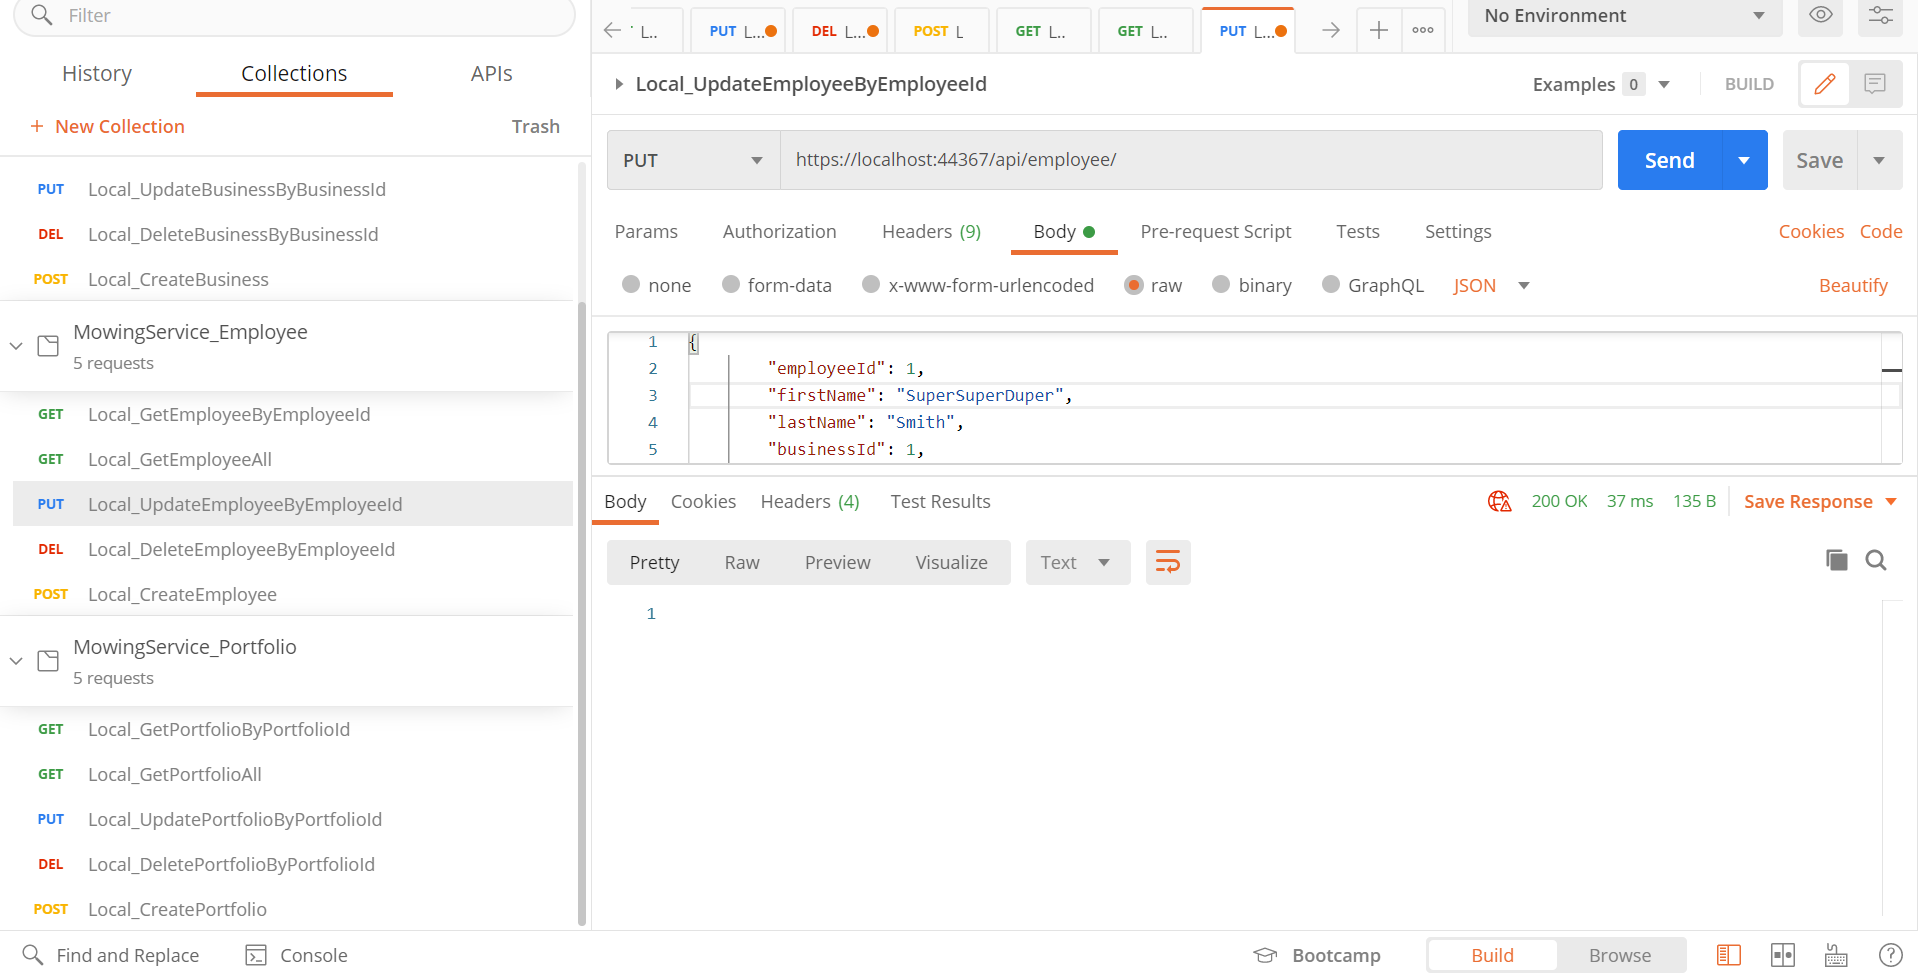 Filter
History Collections APIs
+ New Collection Trash
PUT Local_UpdateBusinessByBusinessId
DEL Local_DeleteBusinessByBusinessId
POST Local_CreateBusiness
MowingService_Employee
5 requests
GET Local_GetEmployeeByEmployeeId
GET Local_GetEmployeeAll
PUT Local_UpdateEmployeeByEmployeeId
DEL Local_DeleteEmployeeByEmployeeId
POST Local_CreateEmployee
MowingService_Portfolio
5 requests
GET Local_GetPortfolioByPortfolioId
GET Local_GetPortfolioAll
PUT Local_UpdatePortfolioByPortfolioId
DEL Local_DeletePortfolioByPortfolioId
POST Local_CreatePortfolio
L.. PUT L... DEL L... POST L GET L.. GET L.. PUT L... No Environment
Local_UpdateEmployeeByEmployeeId Examples 0 BUILD
PUT https://localhost:44367/api/employee/ Send Save
Params Authorization Headers (9) Body Pre-request Script Tests Settings Cookies Code
none form-data x-www-form-urlencoded raw binary GraphQL JSON Beautify
1 {
2 "employeeId": 1,
3 "firstName": "SuperSuperDuper",
4 "lastName": "Smith",
5 "businessId": 1,
Body Cookies Headers (4) Test Results 200 OK 37 ms 135 B Save Response
Pretty Raw Preview Visualize Text
1
Find and Replace Console Bootcamp Build Browse